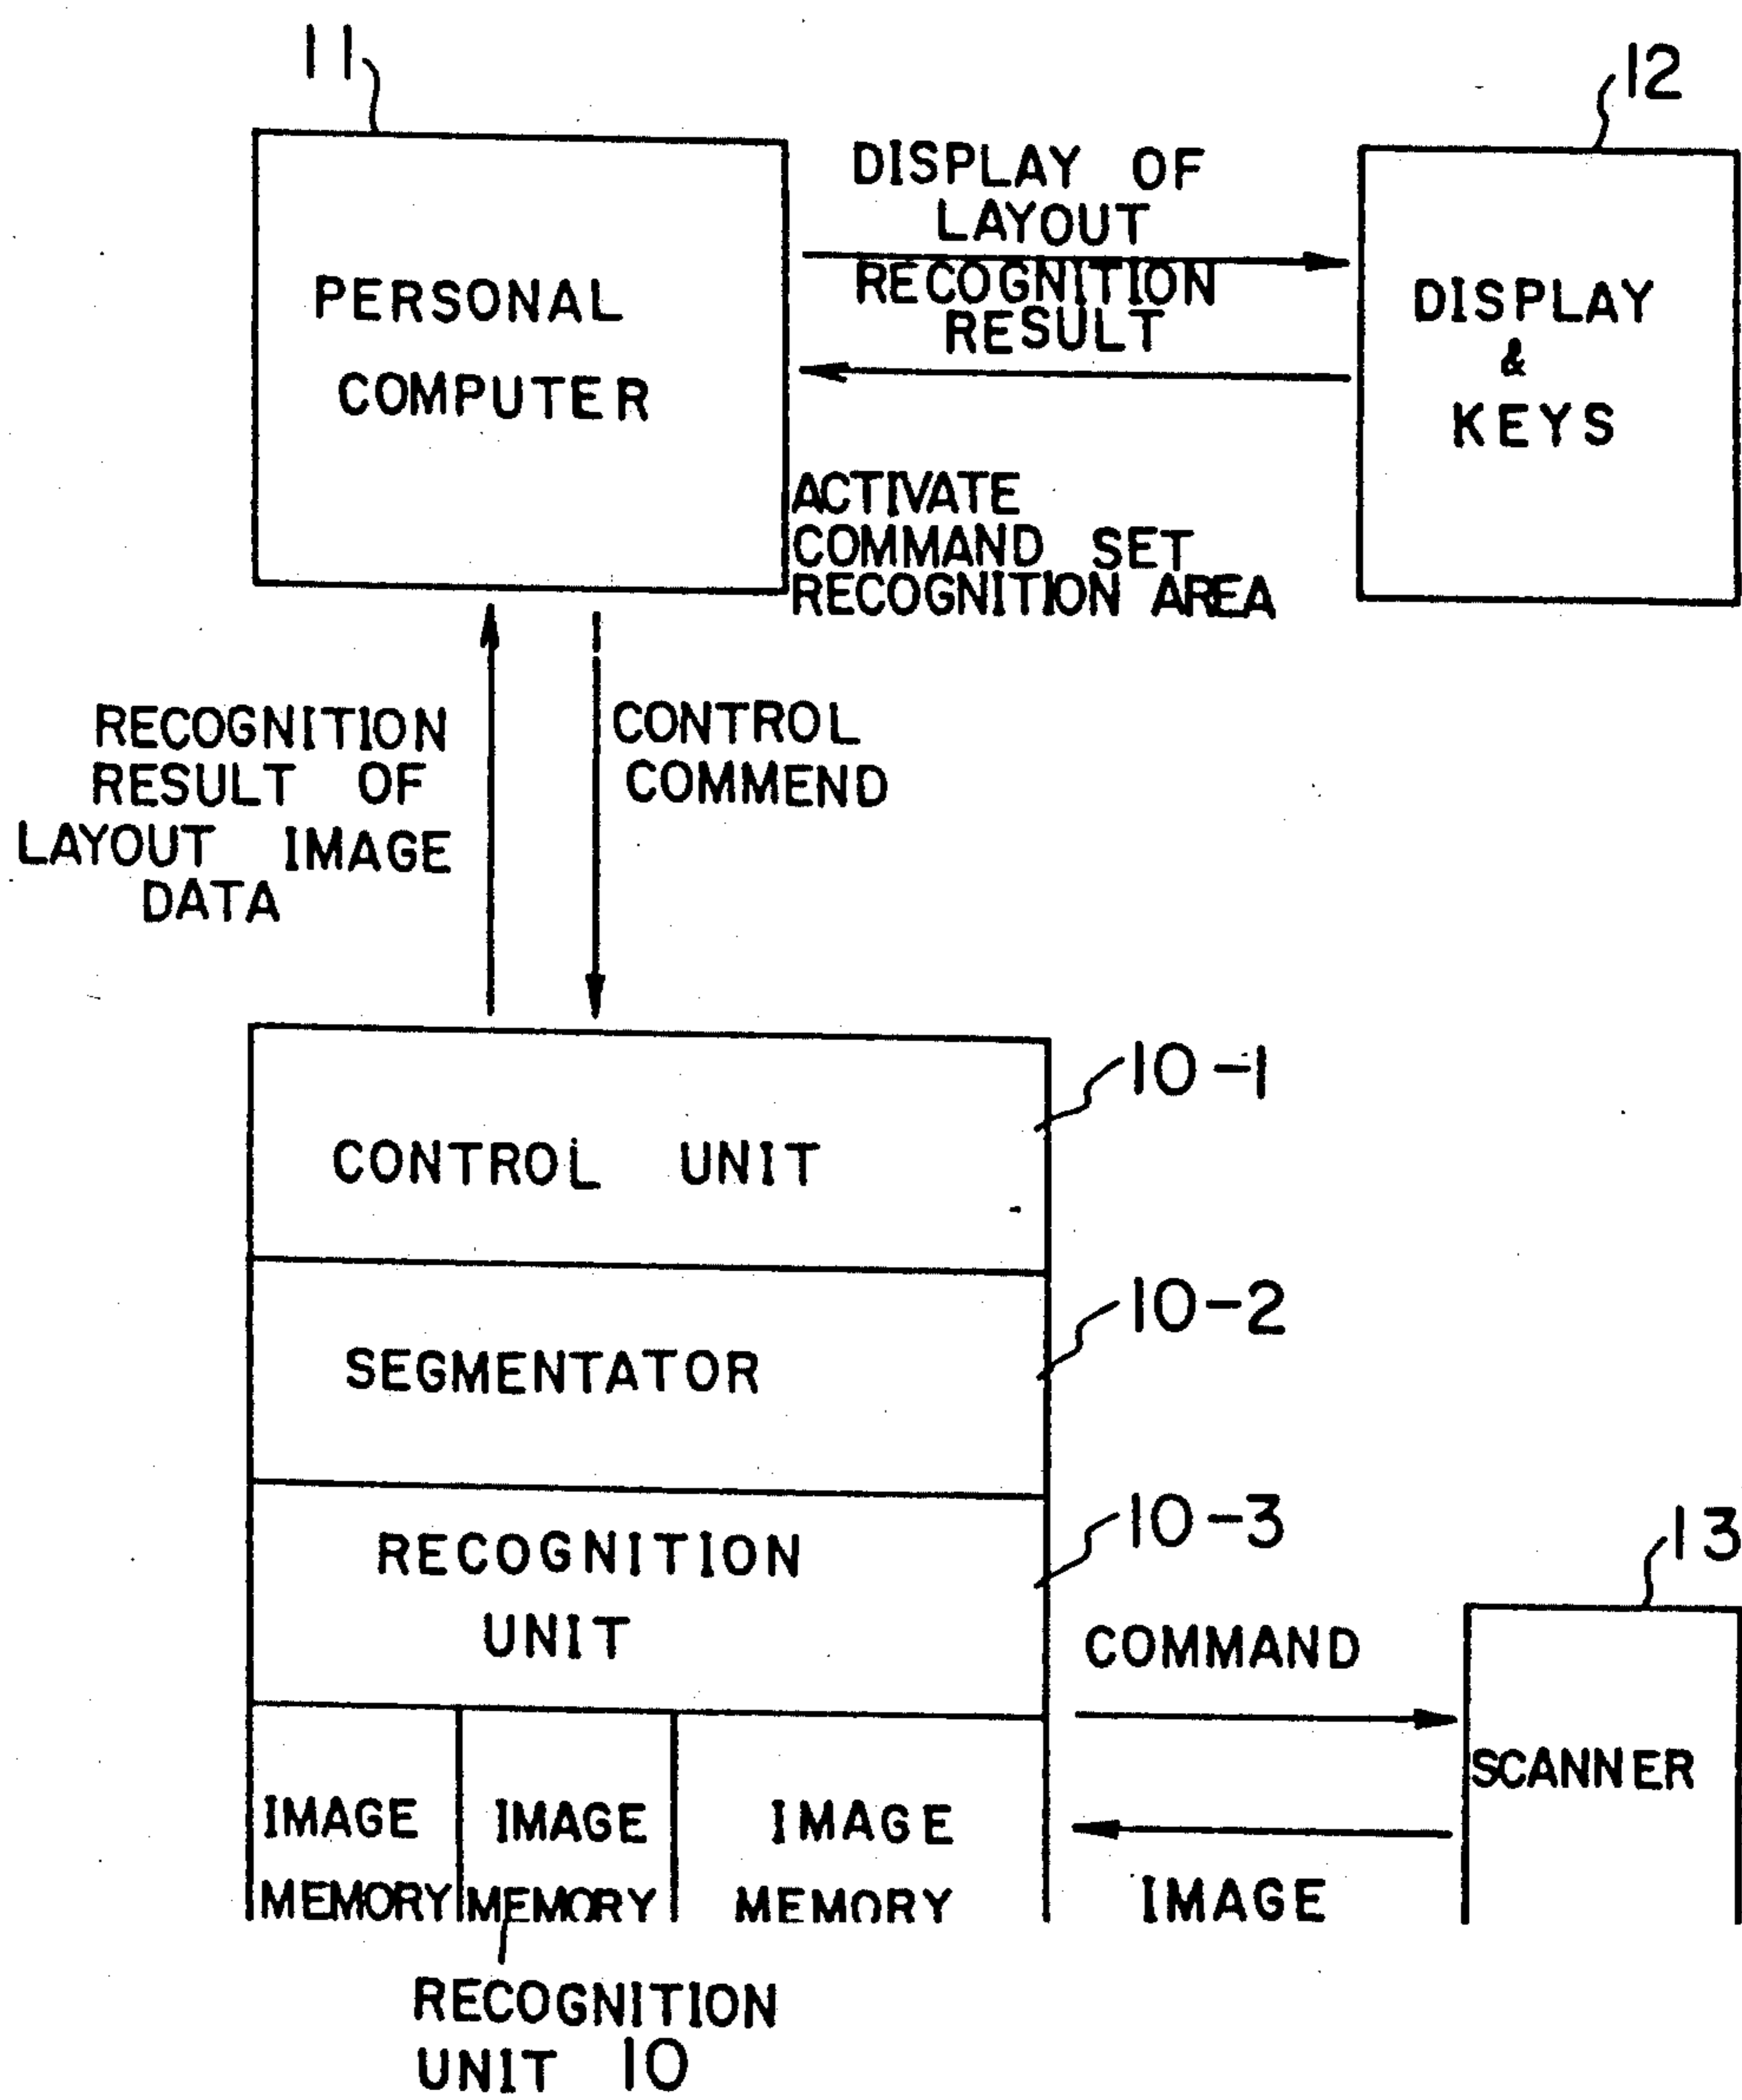 11
12
PERSONAL
COMPUTER
DISPLAY OF
LAYOUT
RECOGNITION
RESULT
DISPLAY
&
KEYS
ACTIVATE
COMMAND SET
RECOGNITION AREA
RECOGNITION
RESULT OF
LAYOUT IMAGE
DATA
CONTROL
COMMEND
CONTROL UNIT
10-1
SEGMENTATOR
10-2
RECOGNITION
UNIT
10-3
13
COMMAND
SCANNER
IMAGE
MEMORY
IMAGE
MEMORY
IMAGE
MEMORY
IMAGE
RECOGNITION
UNIT 10